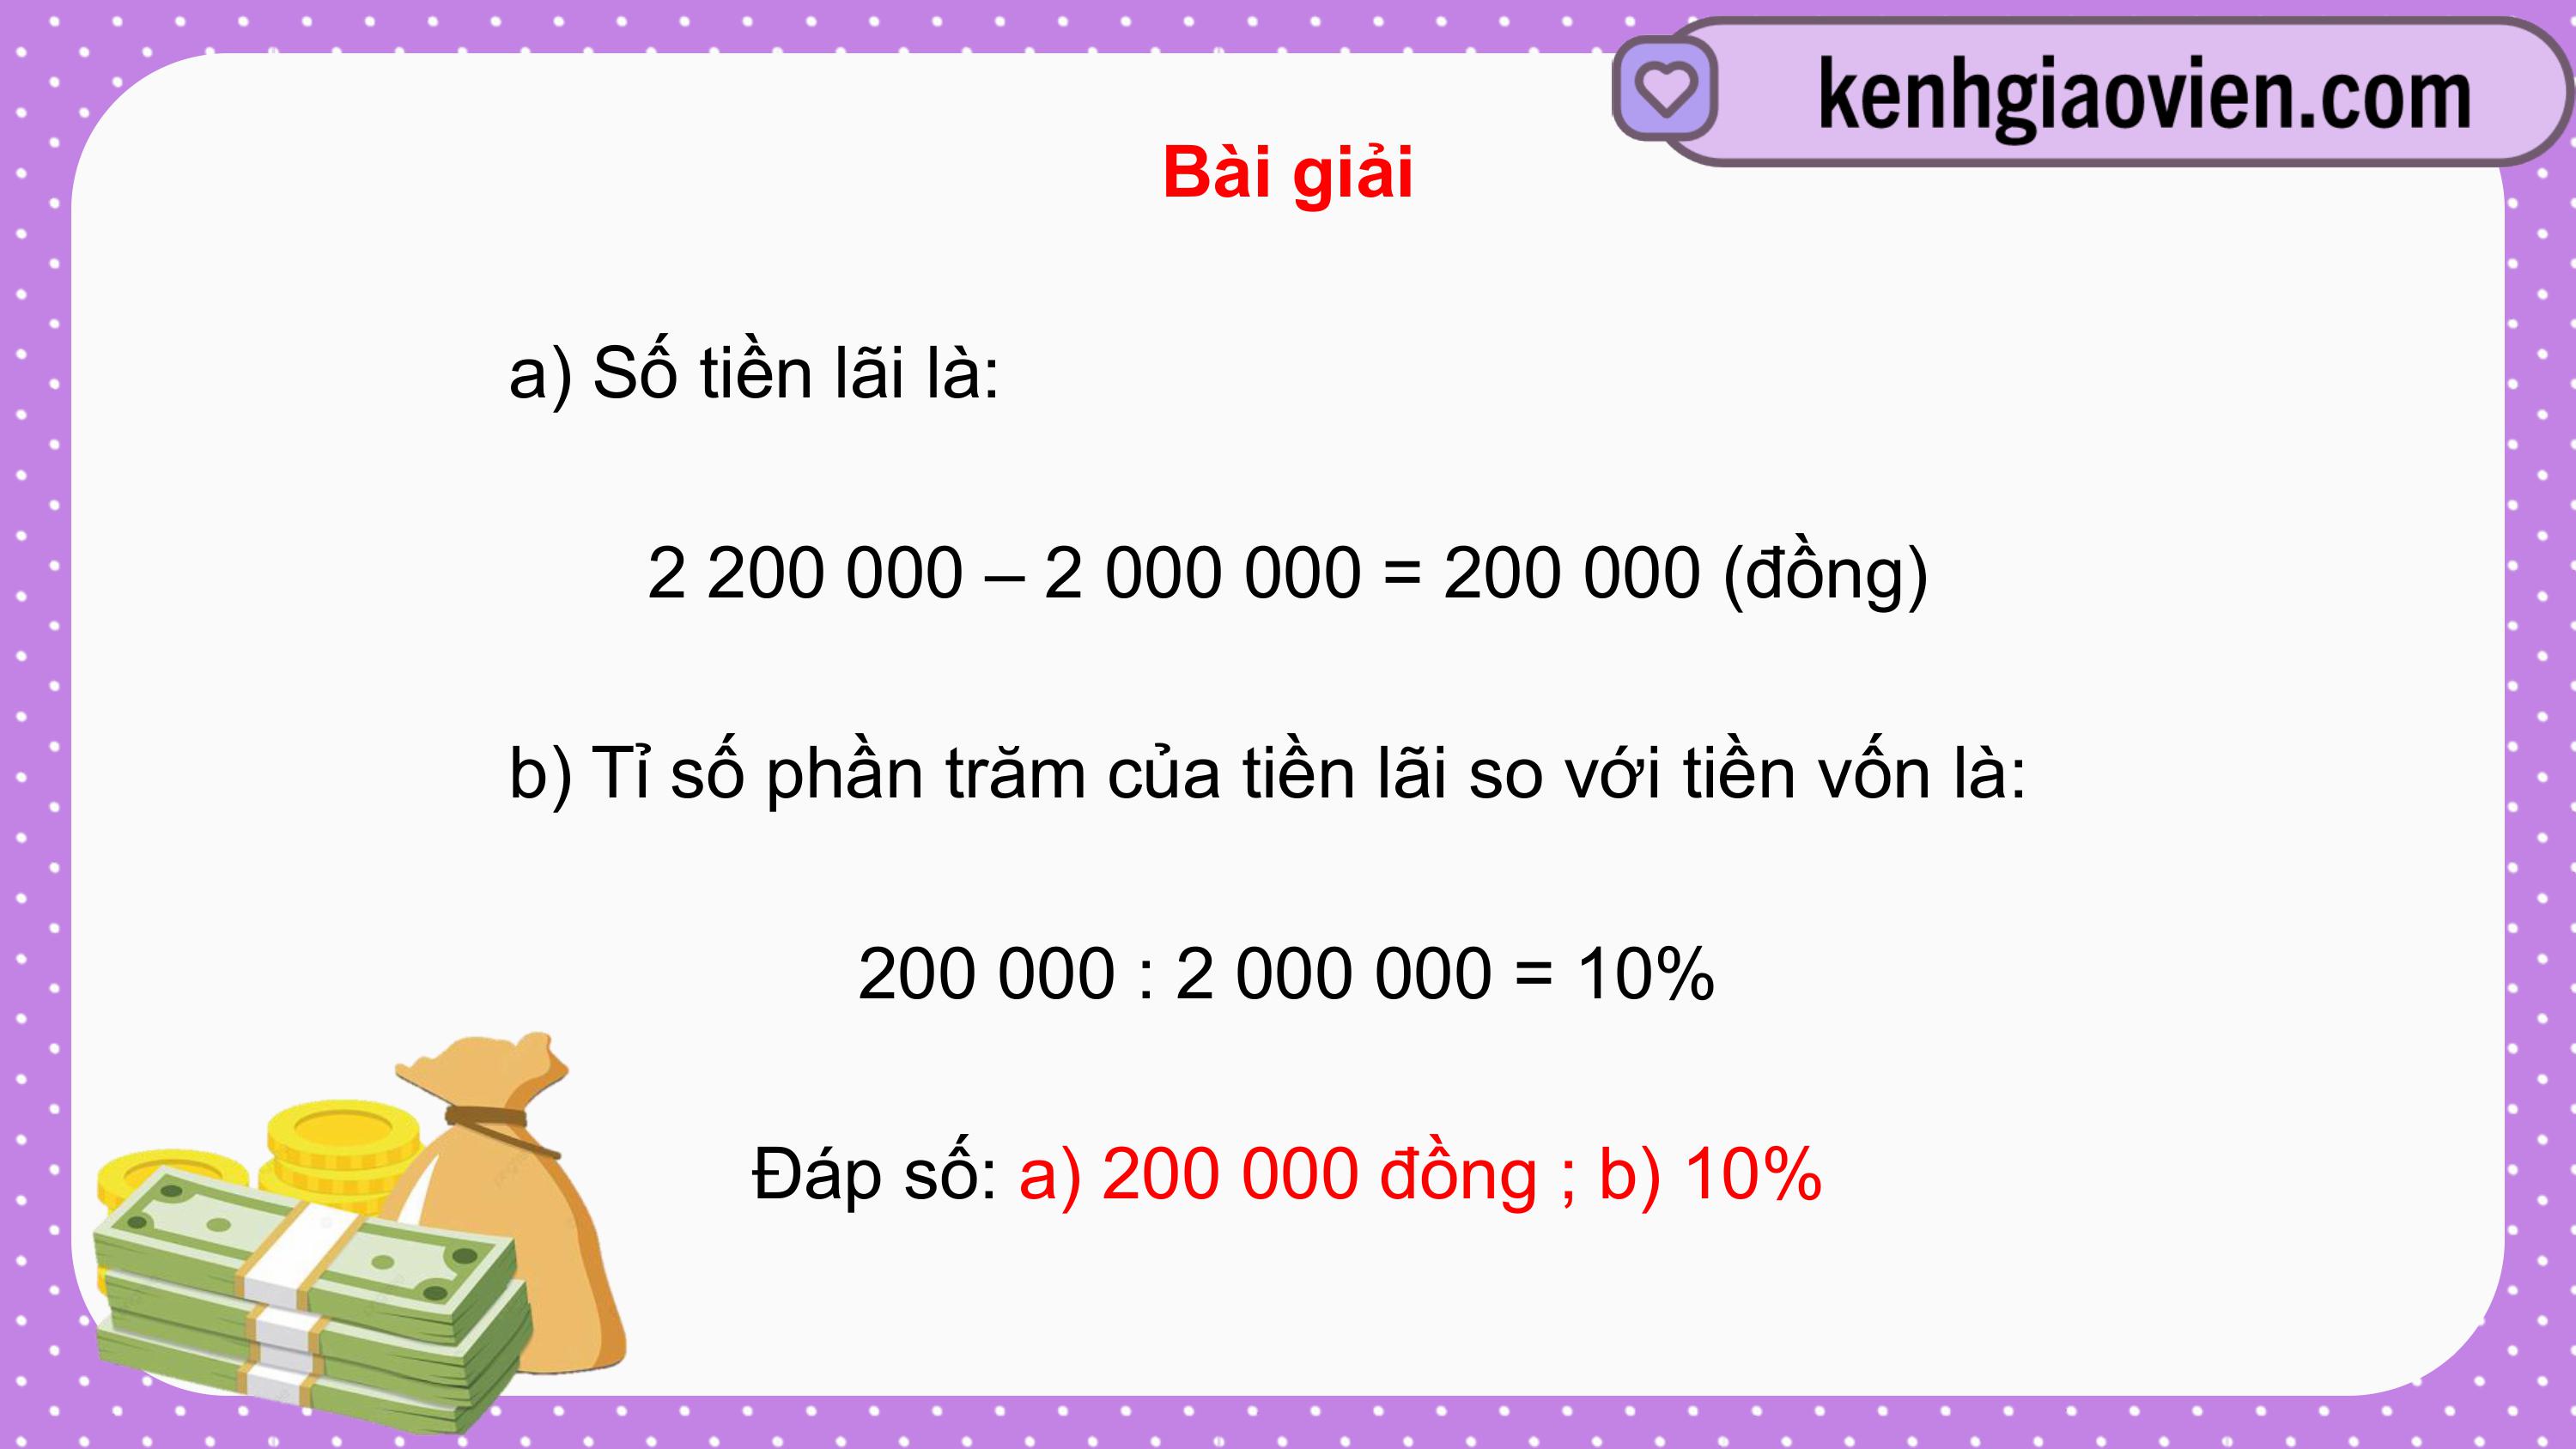 kenhgiaovien.com
Bài giải
a) Số tiền lãi là:
2 200 000 – 2 000 000 = 200 000 (đồng)
b) Tỉ số phần trăm của tiền lãi so với tiền vốn là:
200 000 : 2 000 000 = 10%
Đáp số: a) 200 000 đồng ; b) 10%